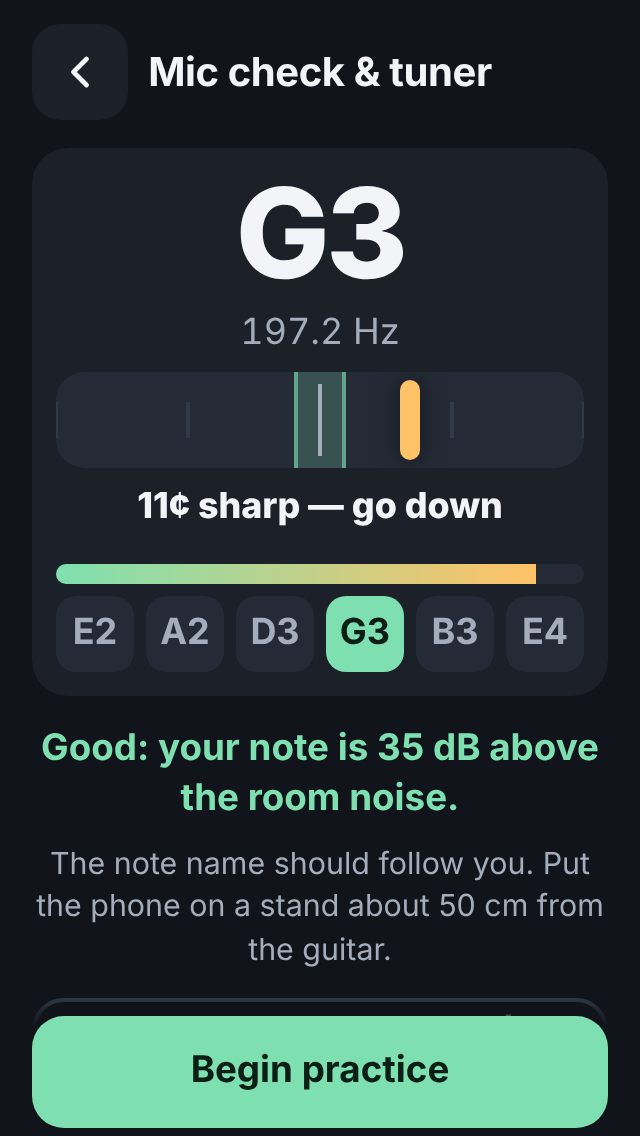 Mic check & tuner
G3
197.2 Hz
11¢ sharp — go down
E2 A2 D3 G3 B3 E4
Good: your note is 35 dB above
the room noise.
The note name should follow you. Put
the phone on a stand about 50 cm from
the guitar.
Begin practice